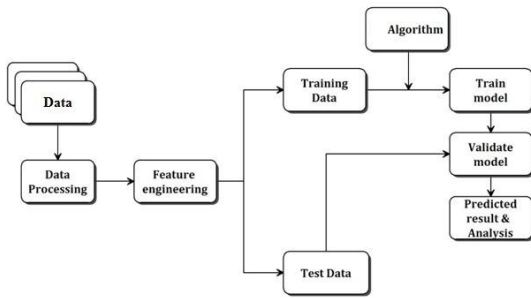 Algorithm
Data
Training
Data
Train
model
Data
Processing
Feature
engineering
Validate
model
Predicted
result &
Analysis
Test Data